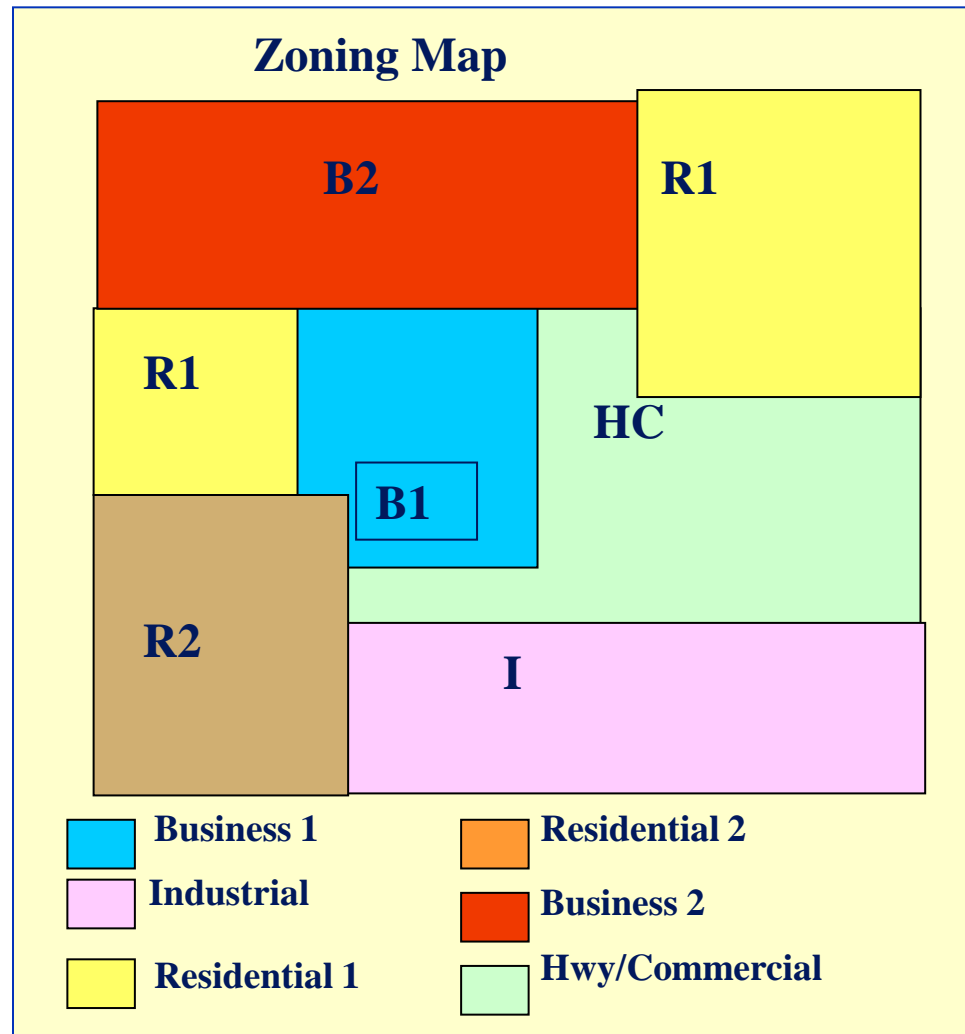 Zoning Map
B2
R1
R1
HC
B1
R2
I
Business 1
Residential 2
Industrial
Business 2
Residential 1
Hwy/Commercial